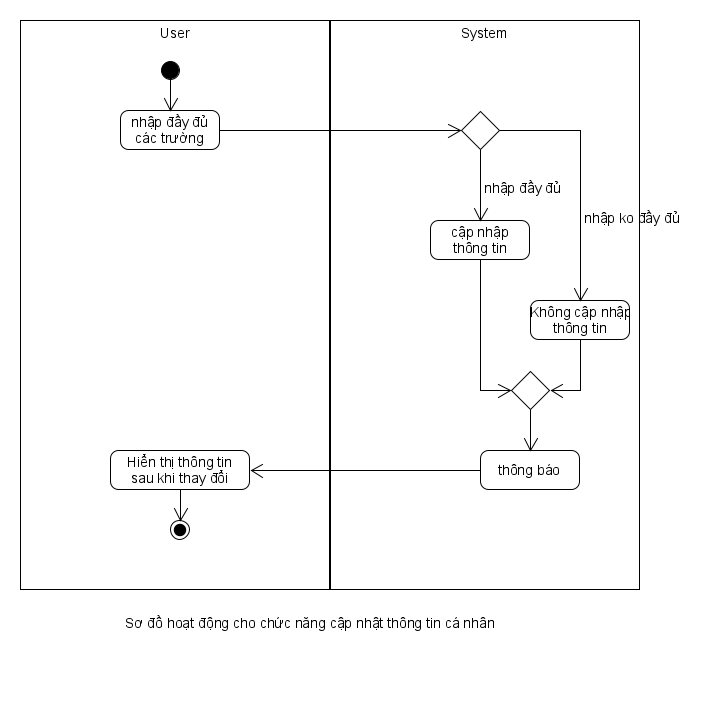 User
System
nhập đầy đủ
các trường
nhập đầy đủ
nhập ko đầy đủ
cập nhập
thông tin
Không cập nhập
thông tin
Hiển thị thông tin
sau khi thay đổi
thông báo
Sơ đồ hoạt động cho chức năng cập nhật thông tin cá nhân